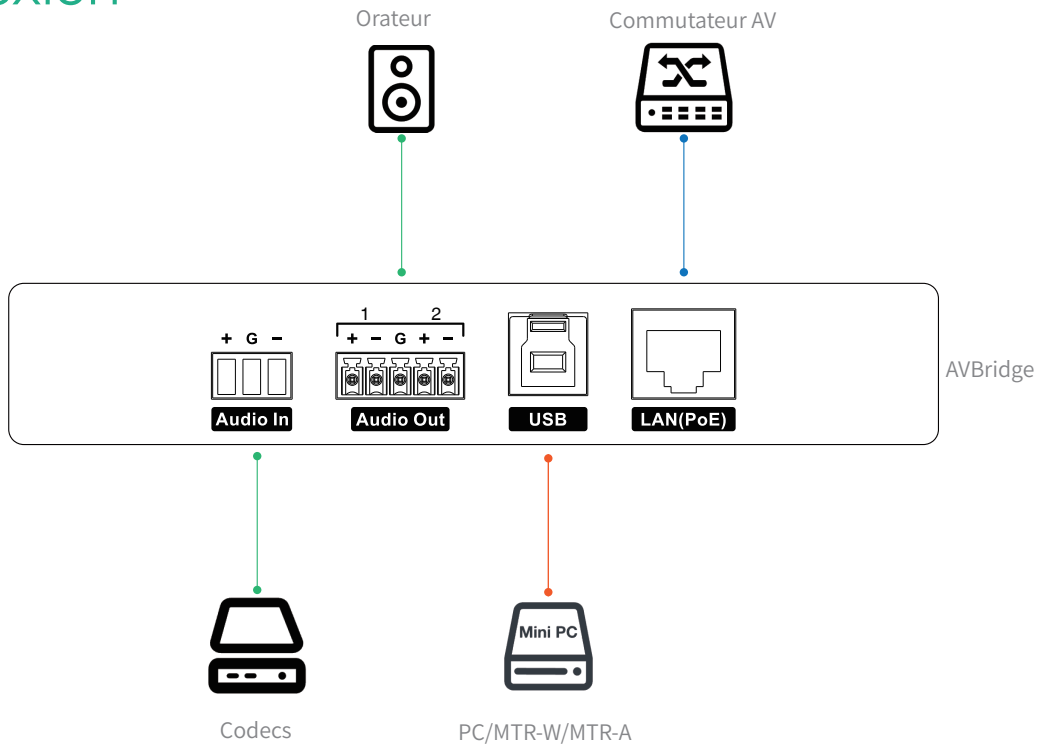 Orateur
Commutateur AV
1 2
+ G −
+ − G + −
AVBridge
Audio In
Audio Out
USB
LAN(PoE)
Mini PC
Codecs
PC/MTR-W/MTR-A